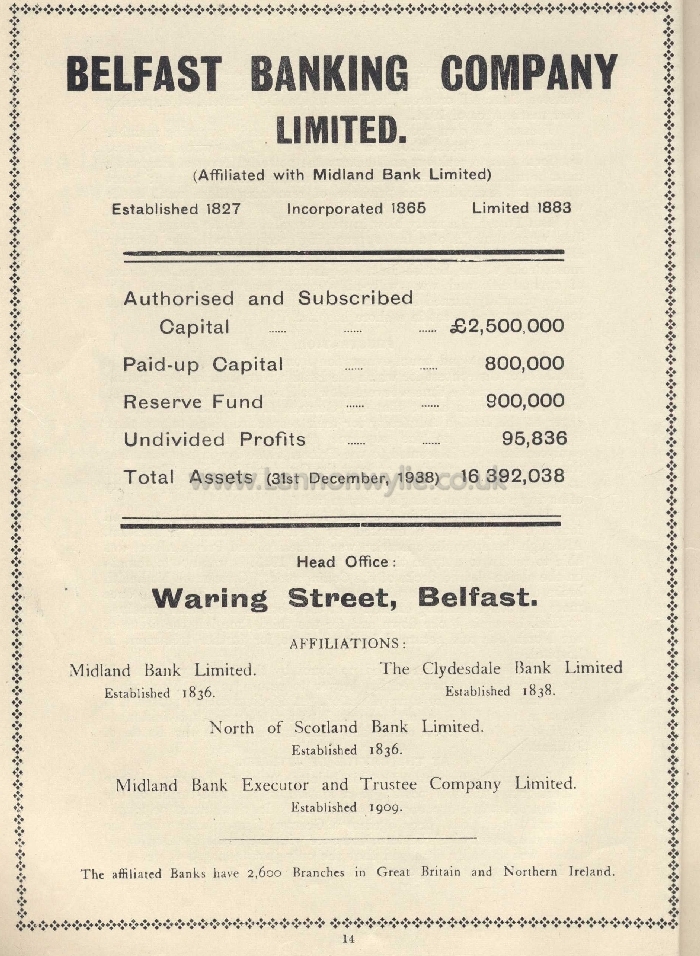 BELFAST BANKING COMPANY
LIMITED.
(Affiliated with Midland Bank Limited)
Established 1827 Incorporated 1865 Limited 1883
Authorised and Subscribed
Capital ...... ...... ...... £2,500,000
Paid-up Capital ...... ...... 800,000
Reserve Fund ...... ...... 900,000
Undivided Profits ...... ...... 95,836
Total Assets (31st December, 1938) 16 392,038
www.Lennonwylie.co.uk
Head Office:
Waring Street, Belfast.
AFFILIATIONS:
Midland Bank Limited. The Clydesdale Bank Limited
Established 1836. Established 1838.
North of Scotland Bank Limited.
Established 1836.
Midland Bank Executor and Trustee Company Limited.
Established 1909.
The affiliated Banks have 2,600 Branches in Great Britain and Northern Ireland.
14